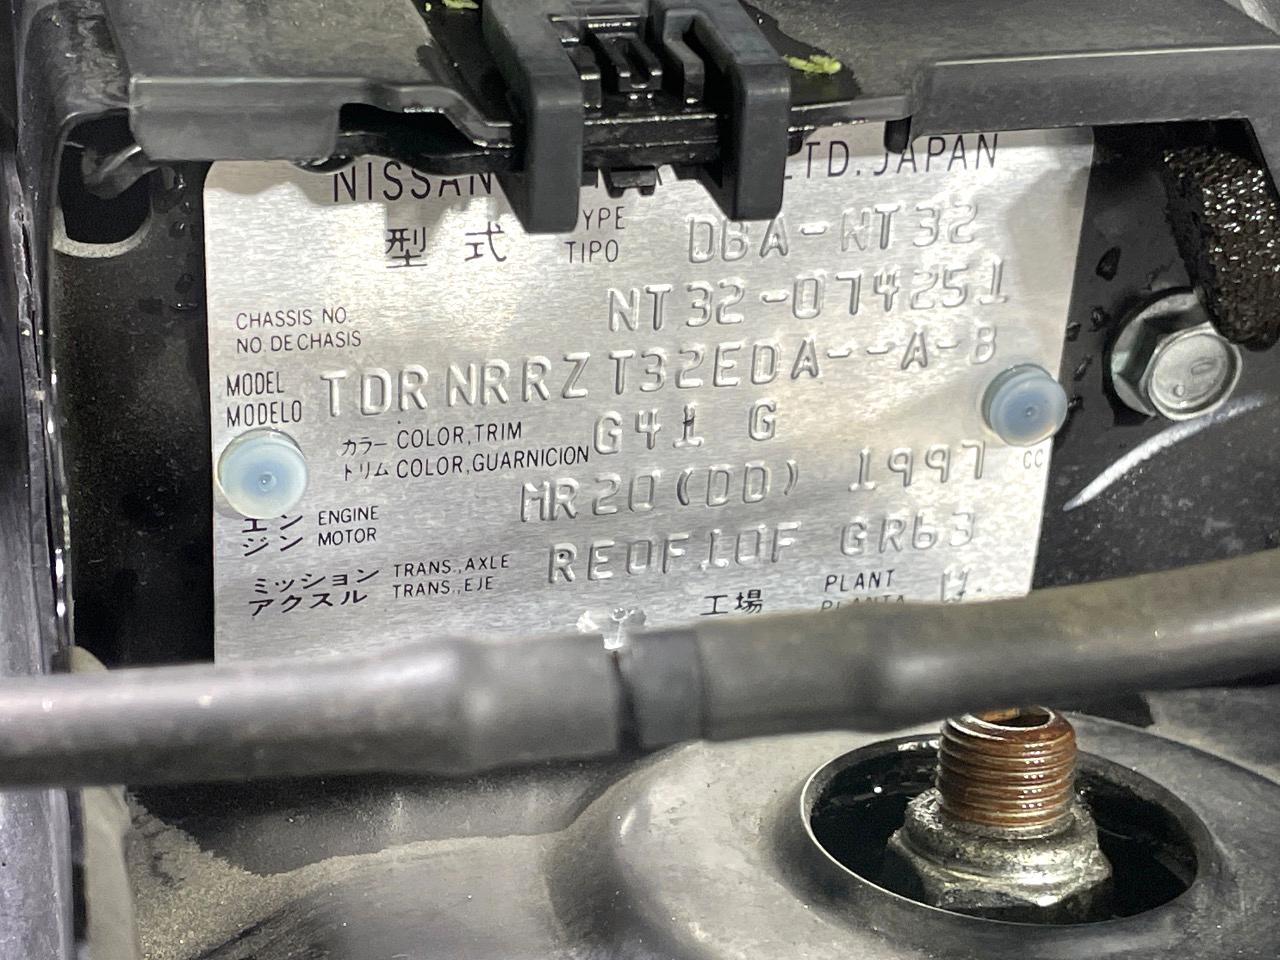 NISSAN LTD. JAPAN
型式 TYPE TIPO DBA-NT32
CHASSIS NO. NO. DE CHASIS NT32-074251
MODEL MODELO TDRNRRZT32EDA--A-B
カラー COLOR, TRIM
トリム COLOR, GUARNICION G41 G
エンジン ENGINE MOTOR MR20(DD) 1997 CC
ミッション TRANS., AXLE
アクスル TRANS., EJE RE0F10F GR63
工場 PLANT PLANTA